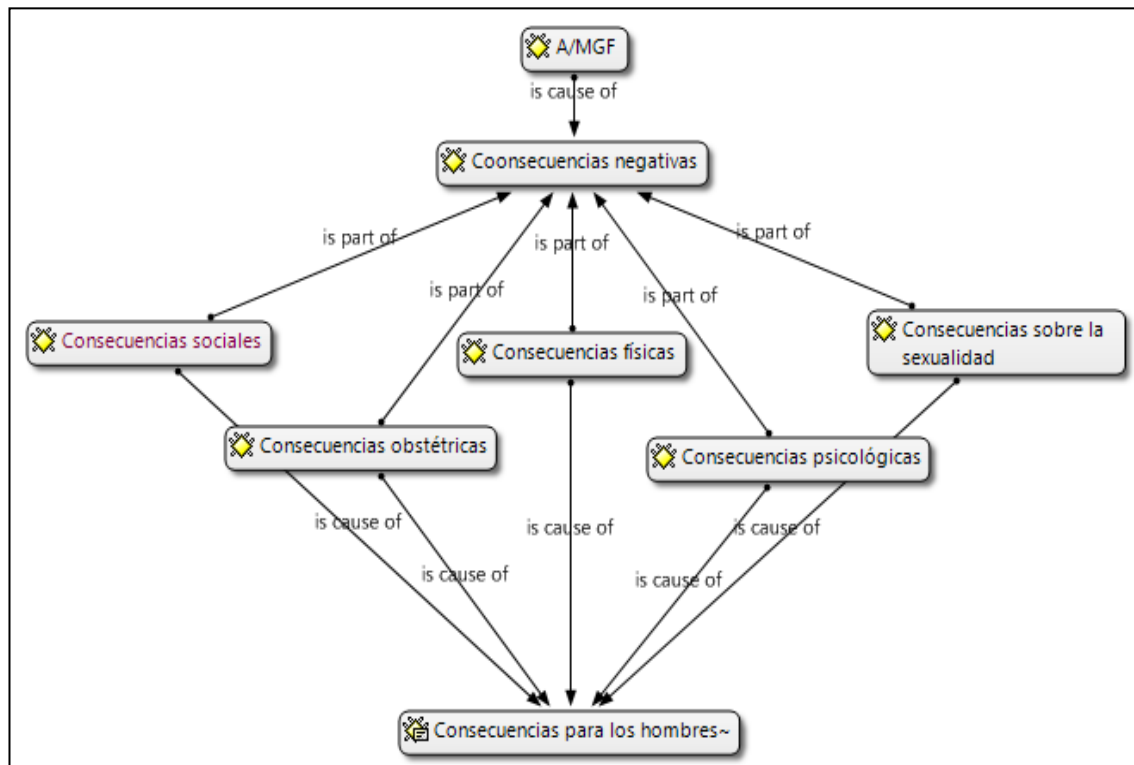 A/MGF
is cause of
Coonsecuencias negativas
is part of
is part of
is part of
is part of
is part of
Consecuencias sociales
Consecuencias físicas
Consecuencias sobre la
sexualidad
Consecuencias obstétricas
Consecuencias psicológicas
is cause of
is cause of
is cause of
is cause of
is cause of
Consecuencias para los hombres~